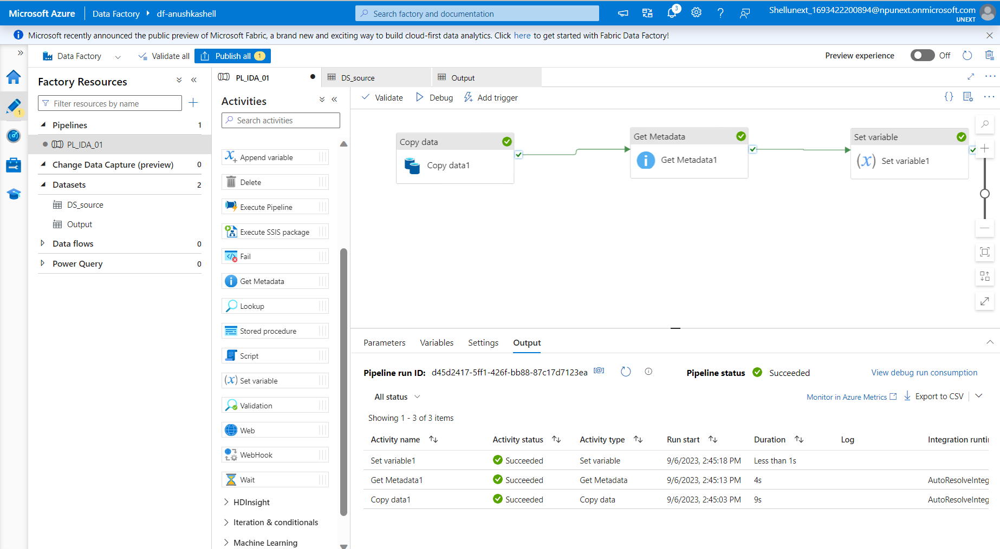 Microsoft Azure
Data Factory
df-anushkashell
Search factory and documentation
3
Shellunext_1693422200894@npunext.onmicrosoft.com
UNEXT
Microsoft recently announced the public preview of Microsoft Fabric, a brand new and exciting way to build cloud-first data analytics. Click here to get started with Fabric Data Factory!
Data Factory
Validate all
Publish all 1
Preview experience
Off
1
Factory Resources
Filter resources by name
Pipelines 1
PL_IDA_01
Change Data Capture (preview) 0
Datasets 2
DS_source
Output
Data flows 0
Power Query 0
PL_IDA_01
DS_source
Output
Activities
Search activities
Append variable
Delete
Execute Pipeline
Execute SSIS package
Fail
Get Metadata
Lookup
Stored procedure
Script
Set variable
Validation
Web
WebHook
Wait
HDInsight
Iteration & conditionals
Machine Learning
Validate
Debug
Add trigger
Copy data
Copy data1
Get Metadata
Get Metadata1
Set variable
Set variable1
Parameters
Variables
Settings
Output
Pipeline run ID: d45d2417-5ff1-426f-bb88-87c17d7123ea
Pipeline status Succeeded
View debug run consumption
All status
Monitor in Azure Metrics
Export to CSV
Showing 1 - 3 of 3 items
Activity name Activity status Activity type Run start Duration Log Integration runti
Set variable1 Succeeded Set variable 9/6/2023, 2:45:18 PM Less than 1s
Get Metadata1 Succeeded Get Metadata 9/6/2023, 2:45:13 PM 4s AutoResolveInteg
Copy data1 Succeeded Copy data 9/6/2023, 2:45:03 PM 9s AutoResolveInteg